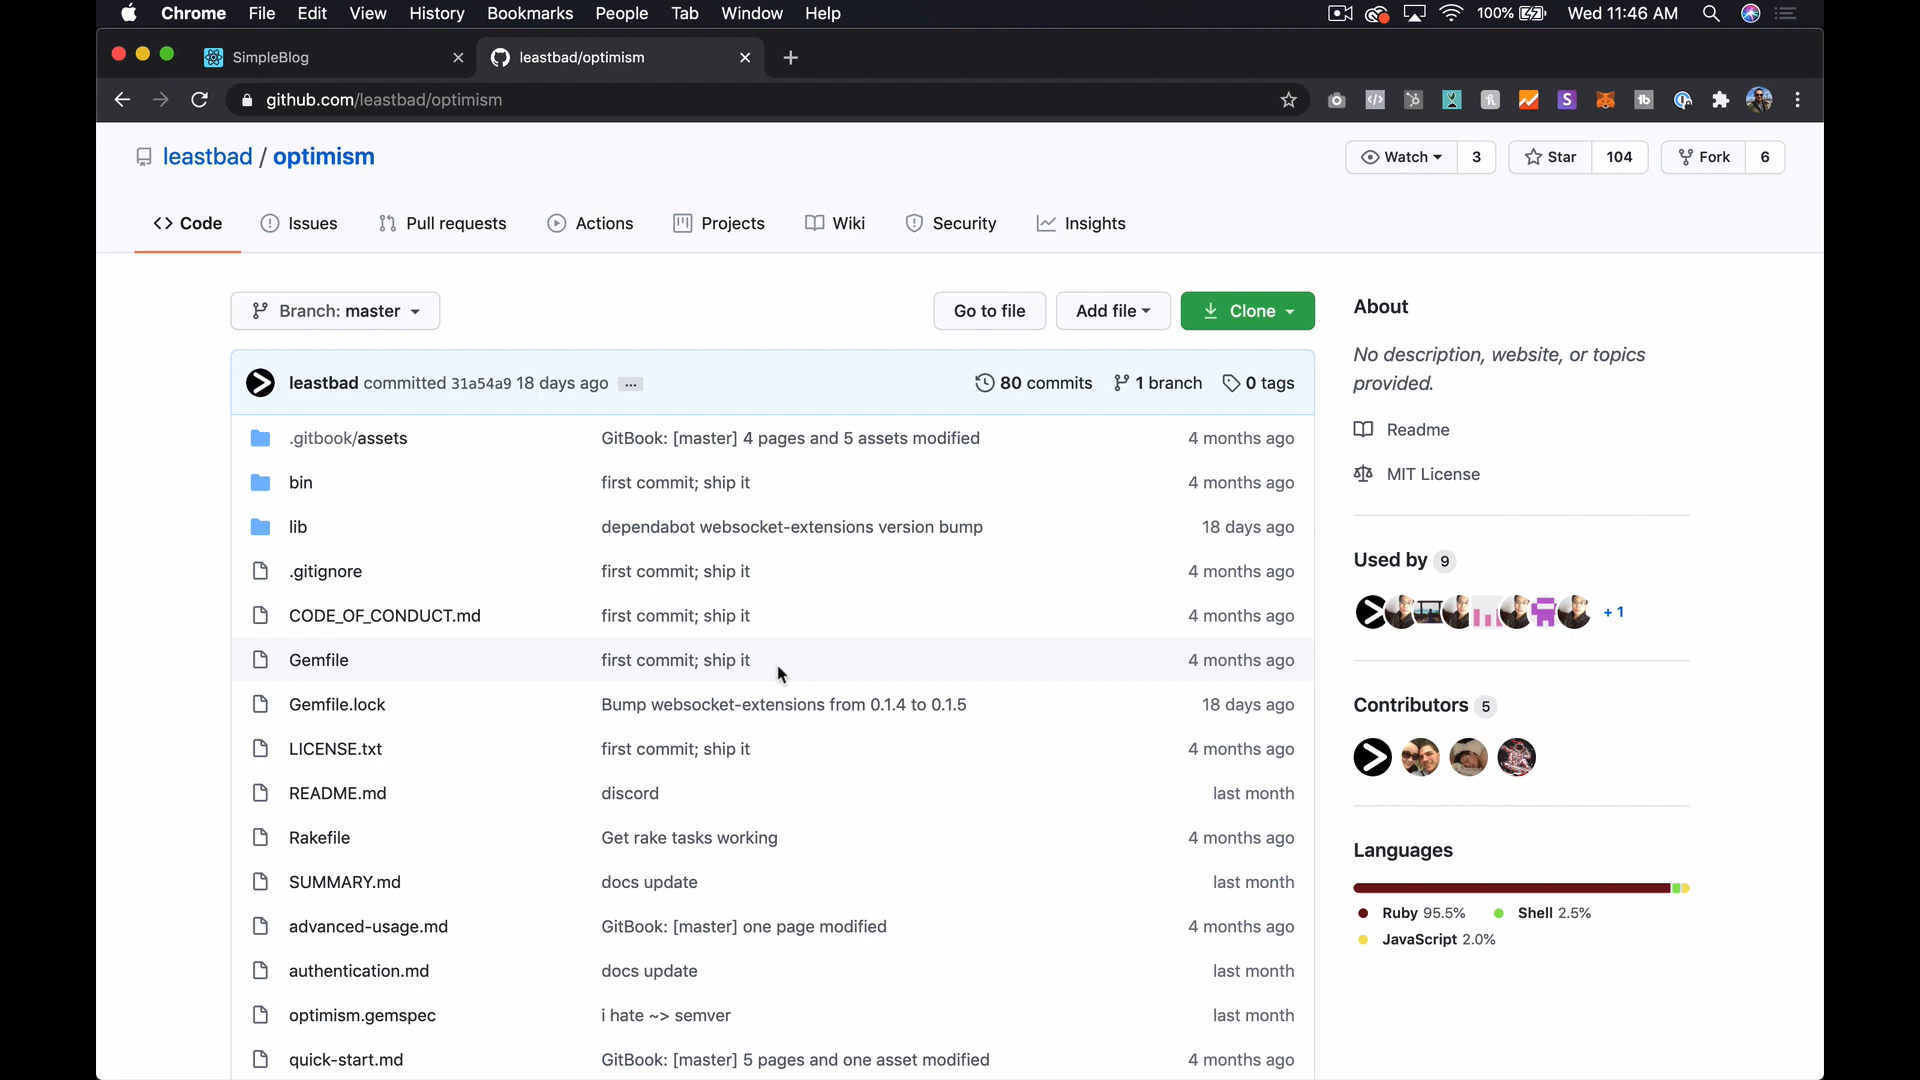 Chrome File Edit View History Bookmarks People Tab Window Help 100% Wed 11:46 AM
SimpleBlog leastbad/optimism
github.com/leastbad/optimism
leastbad / optimism Watch 3 Star 104 Fork 6
Code Issues Pull requests Actions Projects Wiki Security Insights
Branch: master Go to file Add file Clone
leastbad committed 31a54a9 18 days ago ... 80 commits 1 branch 0 tags
.gitbook/assets GitBook: [master] 4 pages and 5 assets modified 4 months ago
bin first commit; ship it 4 months ago
lib dependabot websocket-extensions version bump 18 days ago
.gitignore first commit; ship it 4 months ago
CODE_OF_CONDUCT.md first commit; ship it 4 months ago
Gemfile first commit; ship it 4 months ago
Gemfile.lock Bump websocket-extensions from 0.1.4 to 0.1.5 18 days ago
LICENSE.txt first commit; ship it 4 months ago
README.md discord last month
Rakefile Get rake tasks working 4 months ago
SUMMARY.md docs update last month
advanced-usage.md GitBook: [master] one page modified 4 months ago
authentication.md docs update last month
optimism.gemspec i hate ~> semver last month
quick-start.md GitBook: [master] 5 pages and one asset modified 4 months ago
About
No description, website, or topics
provided.
Readme
MIT License
Used by 9
+ 1
Contributors 5
Languages
Ruby 95.5% Shell 2.5%
JavaScript 2.0%